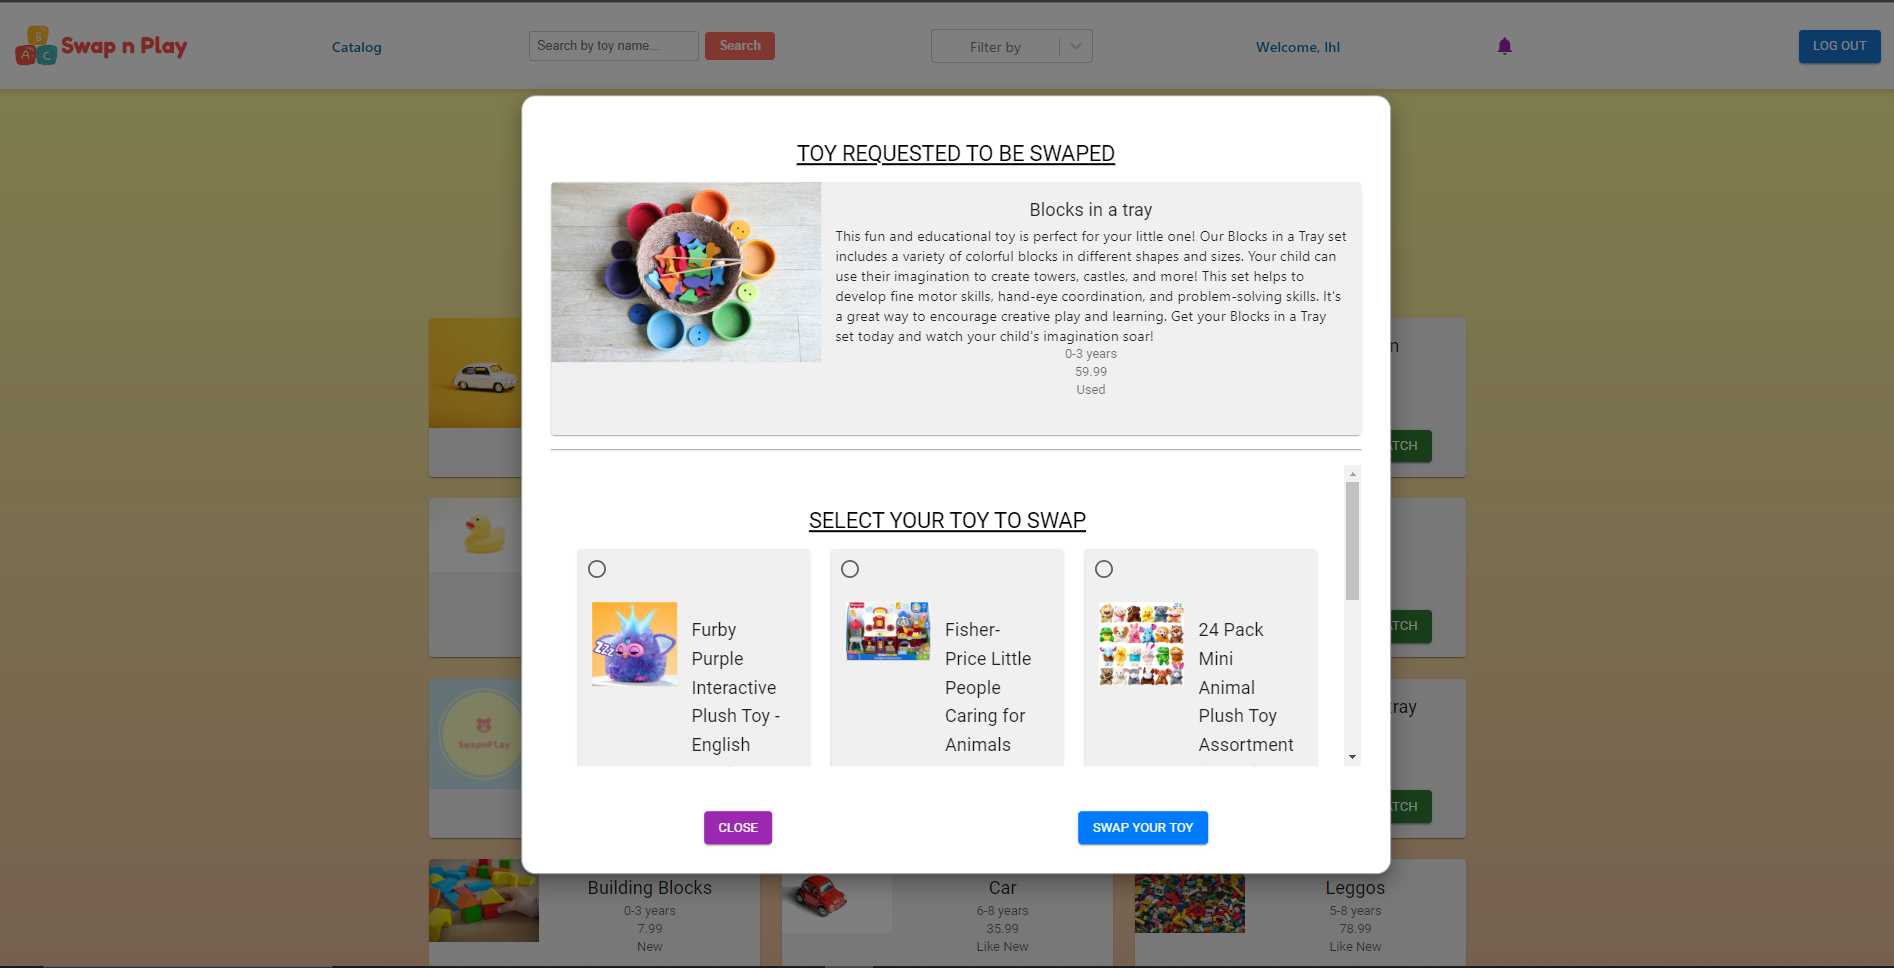 B
A C
Swap n Play
Catalog
Search by toy name...
Search
Filter by
Welcome, lhl
LOG OUT
TOY REQUESTED TO BE SWAPED
Blocks in a tray
This fun and educational toy is perfect for your little one! Our Blocks in a Tray set
includes a variety of colorful blocks in different shapes and sizes. Your child can
use their imagination to create towers, castles, and more! This set helps to
develop fine motor skills, hand-eye coordination, and problem-solving skills. It's
a great way to encourage creative play and learning. Get your Blocks in a Tray
set today and watch your child's imagination soar!
0-3 years
59.99
Used
n
TCH
SELECT YOUR TOY TO SWAP
Furby
Purple
Interactive
Plush Toy -
English
zzz
Fisher-
Price Little
People
Caring for
Animals
24 Pack
Mini
Animal
Plush Toy
Assortment
TCH
SwapnPlay
tray
TCH
CLOSE
SWAP YOUR TOY
Building Blocks
0-3 years
7.99
New
Car
6-8 years
35.99
Like New
Leggos
5-8 years
78.99
Like New